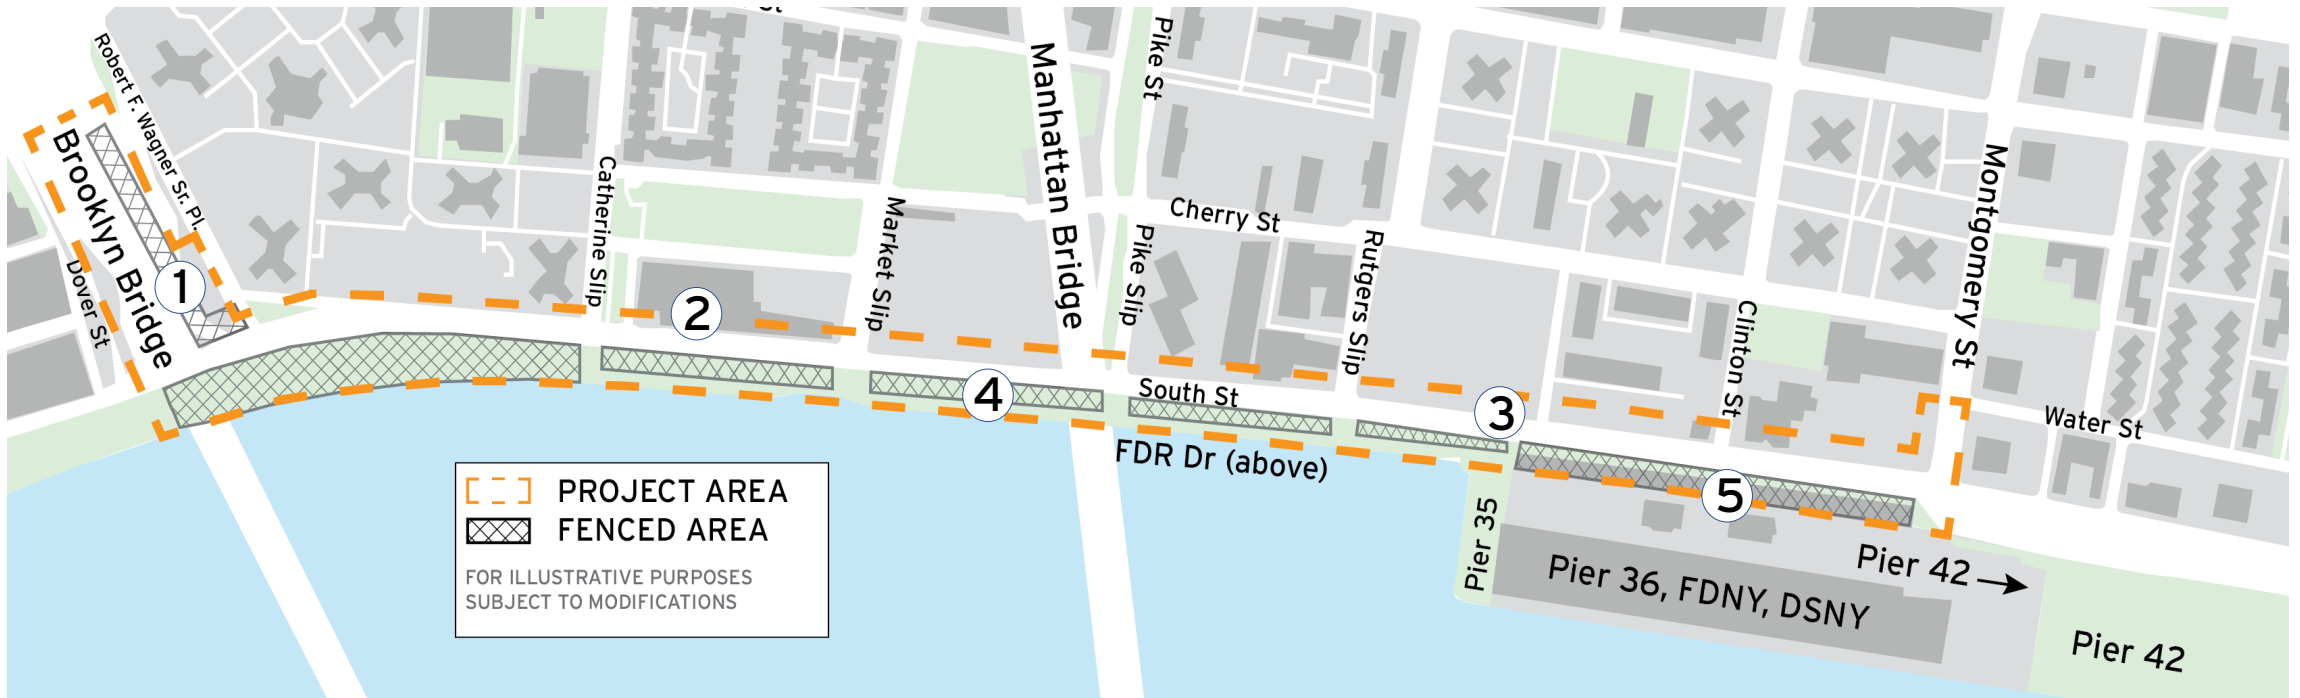 Robert F. Wagner Sr. Pl.
Brooklyn Bridge
Dover St
1
Catherine Slip
2
Market Slip
Manhattan Bridge
4
Pike St
Pike Slip
Cherry St
Rutgers Slip
South St
FDR Dr (above)
3
Clinton St
5
Montgomery St
Water St
Pier 35
Pier 36, FDNY, DSNY
Pier 42
Pier 42
PROJECT AREA
FENCED AREA
FOR ILLUSTRATIVE PURPOSES
SUBJECT TO MODIFICATIONS